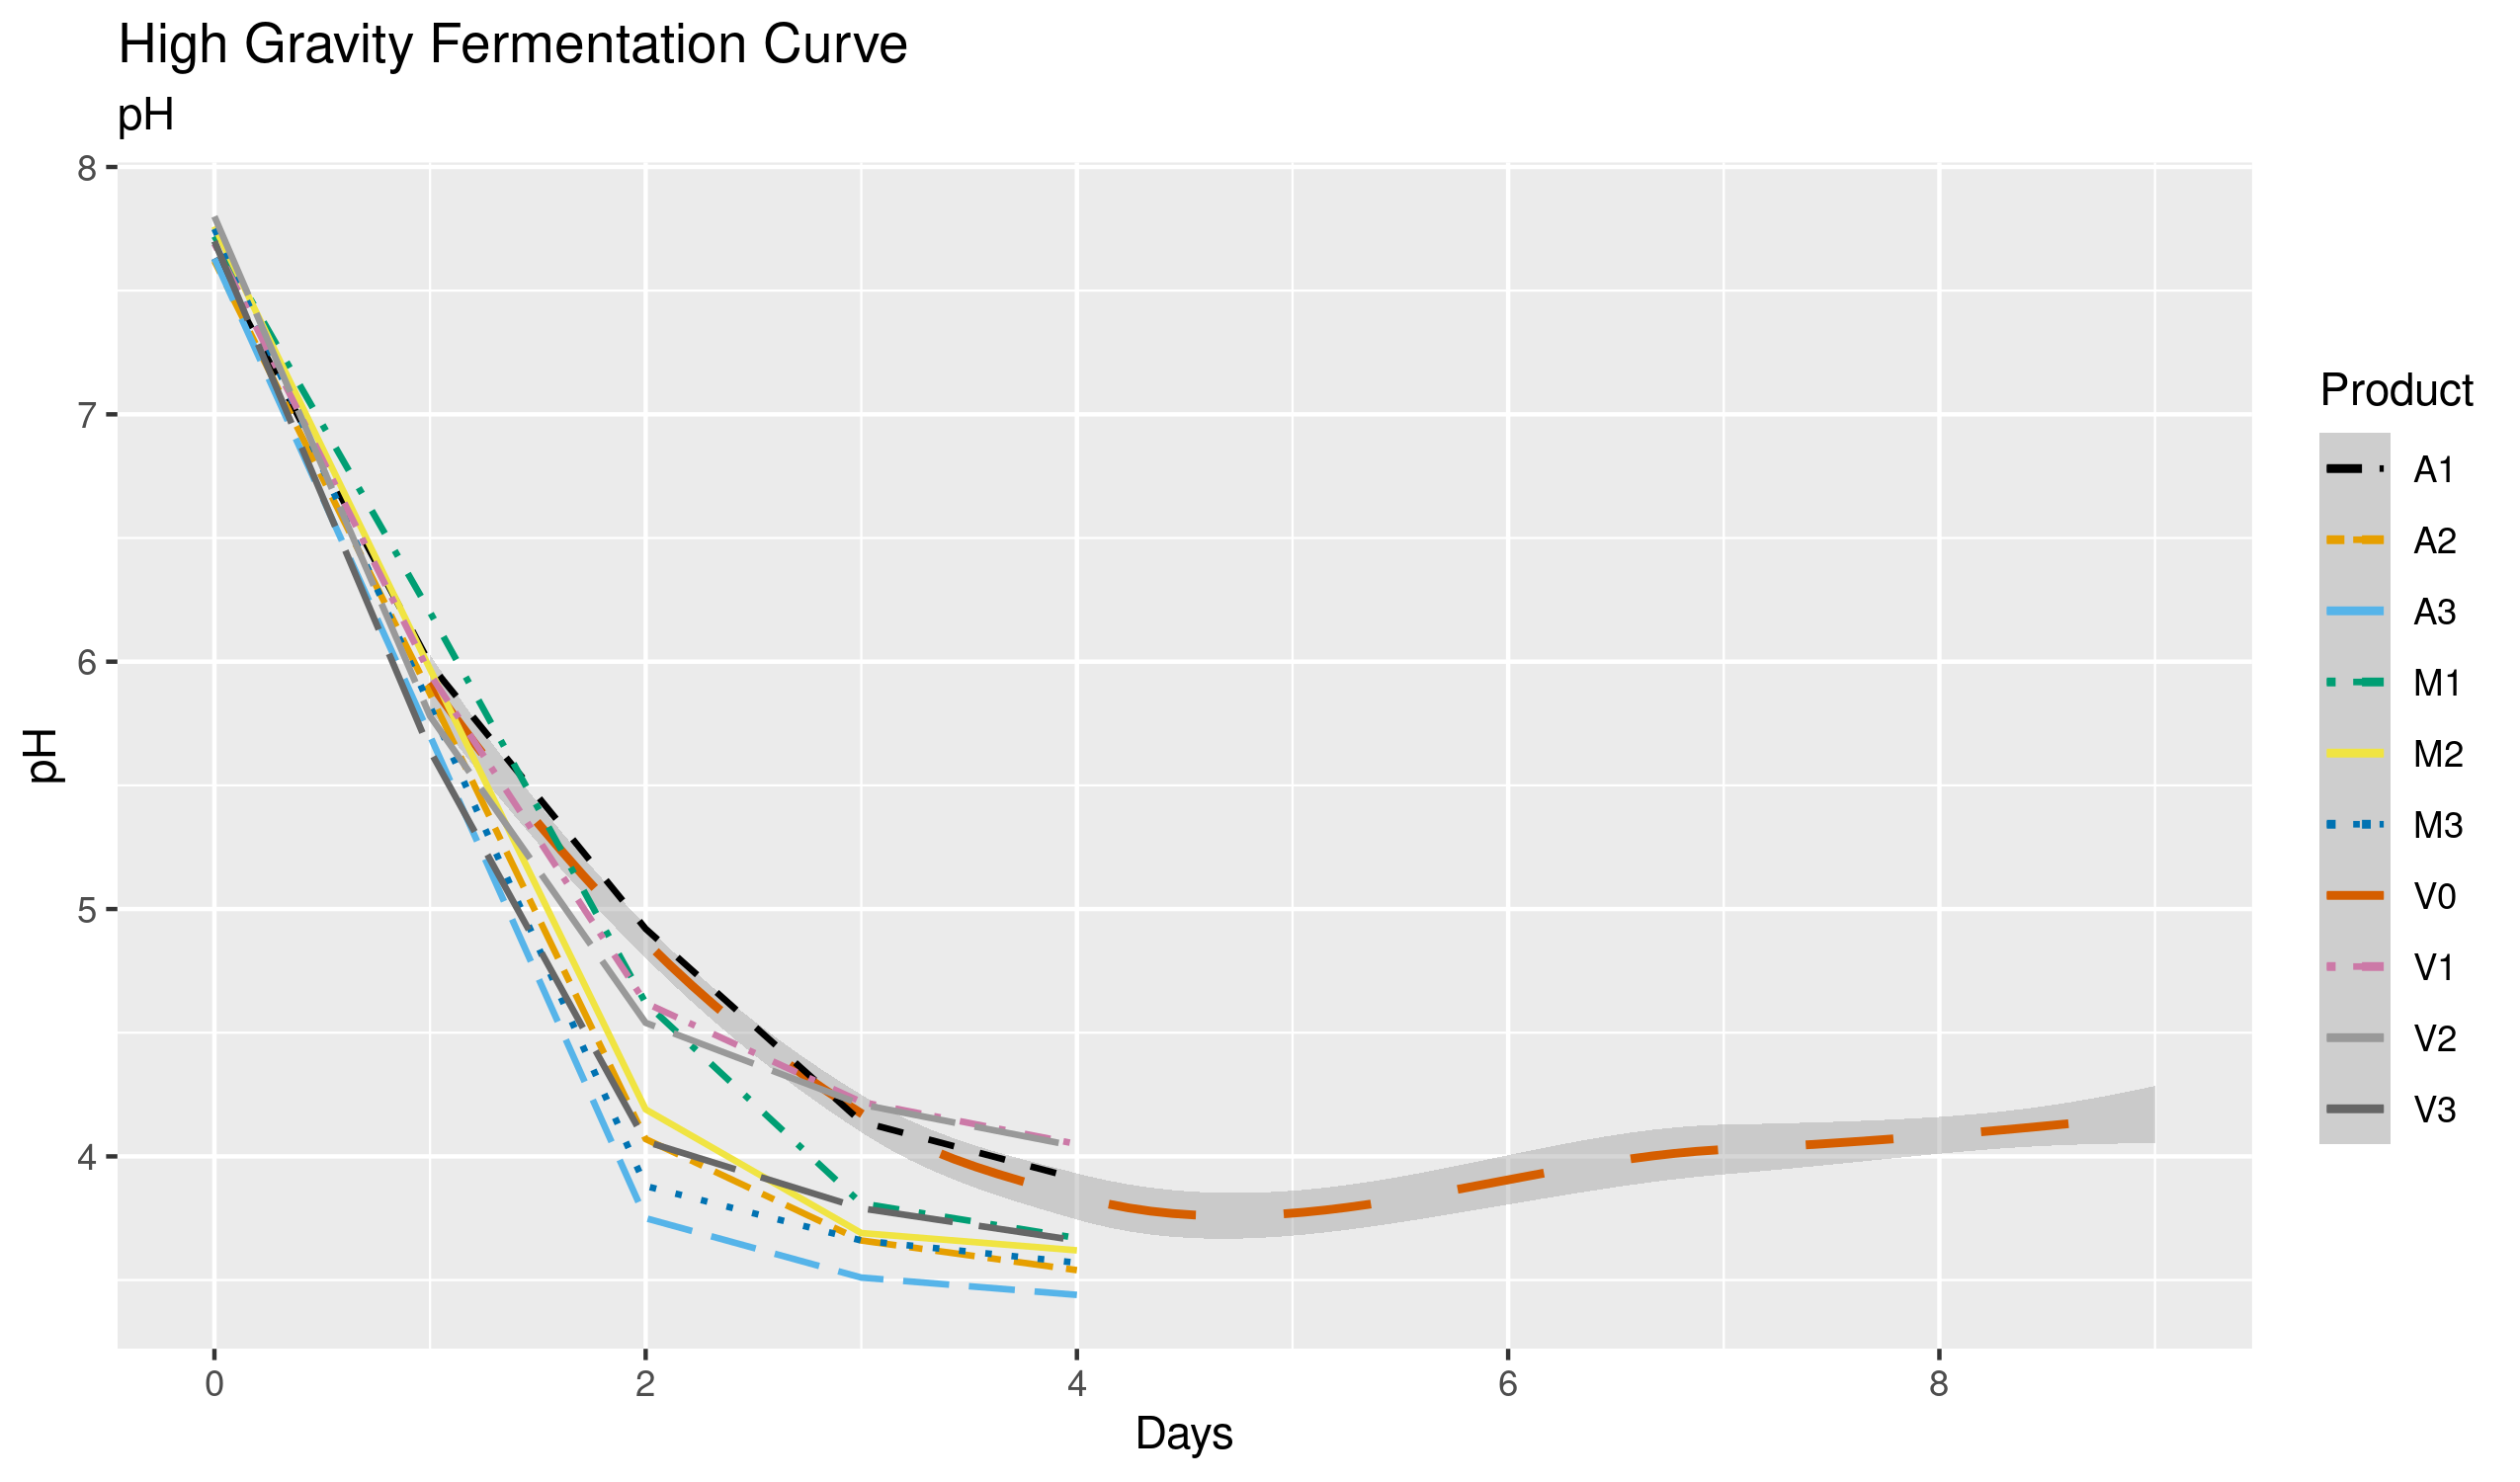 High Gravity Fermentation Curve
pH
8
7
6
5
4
pH
0 2 4 6 8
Days
Product
A1
A2
A3
M1
M2
M3
V0
V1
V2
V3